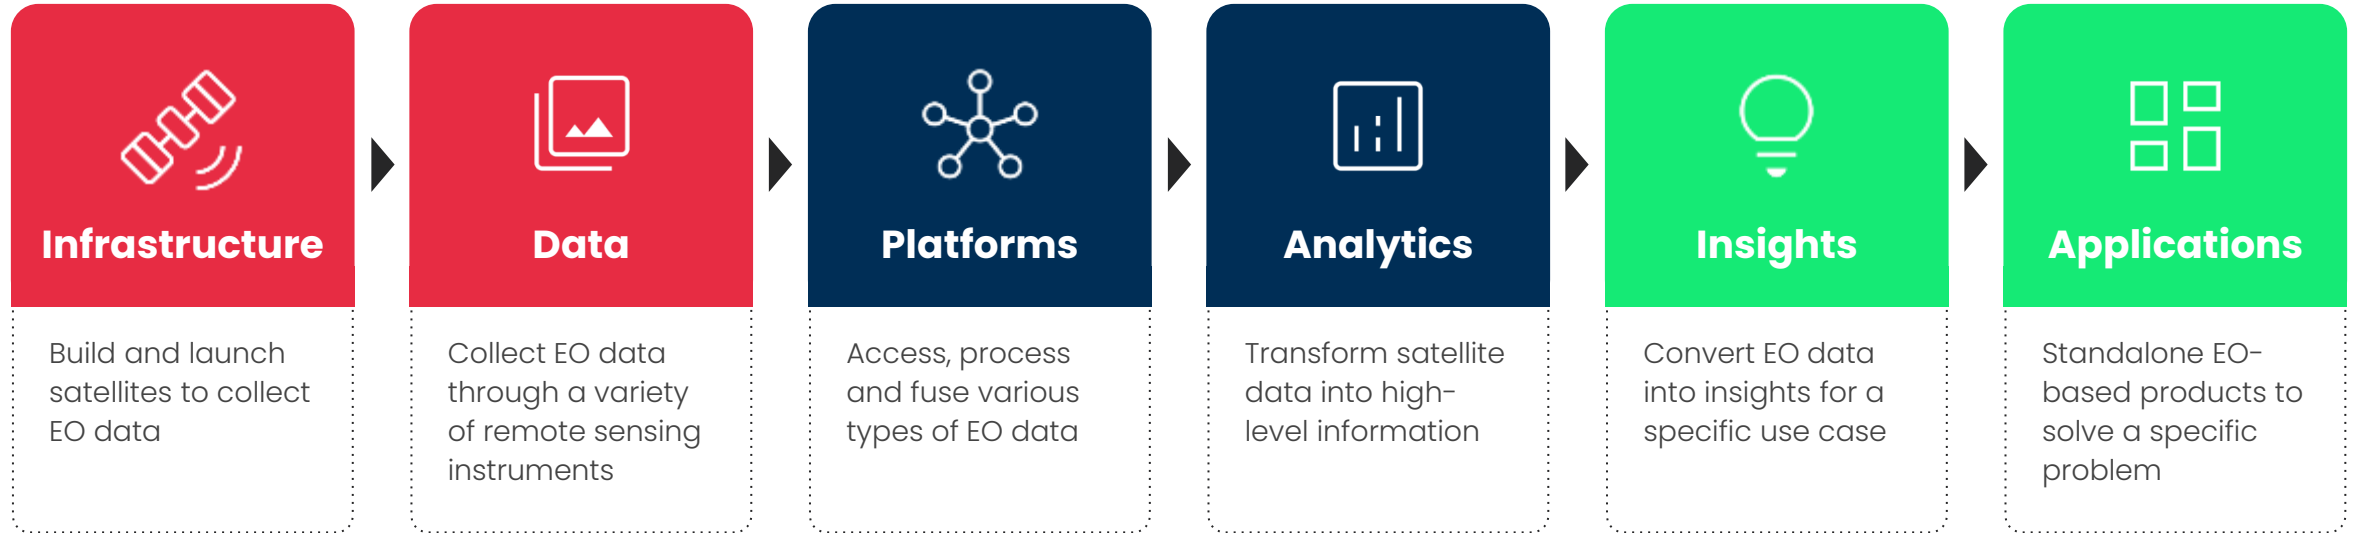 Infrastructure
Build and launch
satellites to collect
EO data
Data
Collect EO data
through a variety
of remote sensing
instruments
Platforms
Access, process
and fuse various
types of EO data
Analytics
Transform satellite
data into high-
level information
Insights
Convert EO data
into insights for a
specific use case
Applications
Standalone EO-
based products to
solve a specific
problem